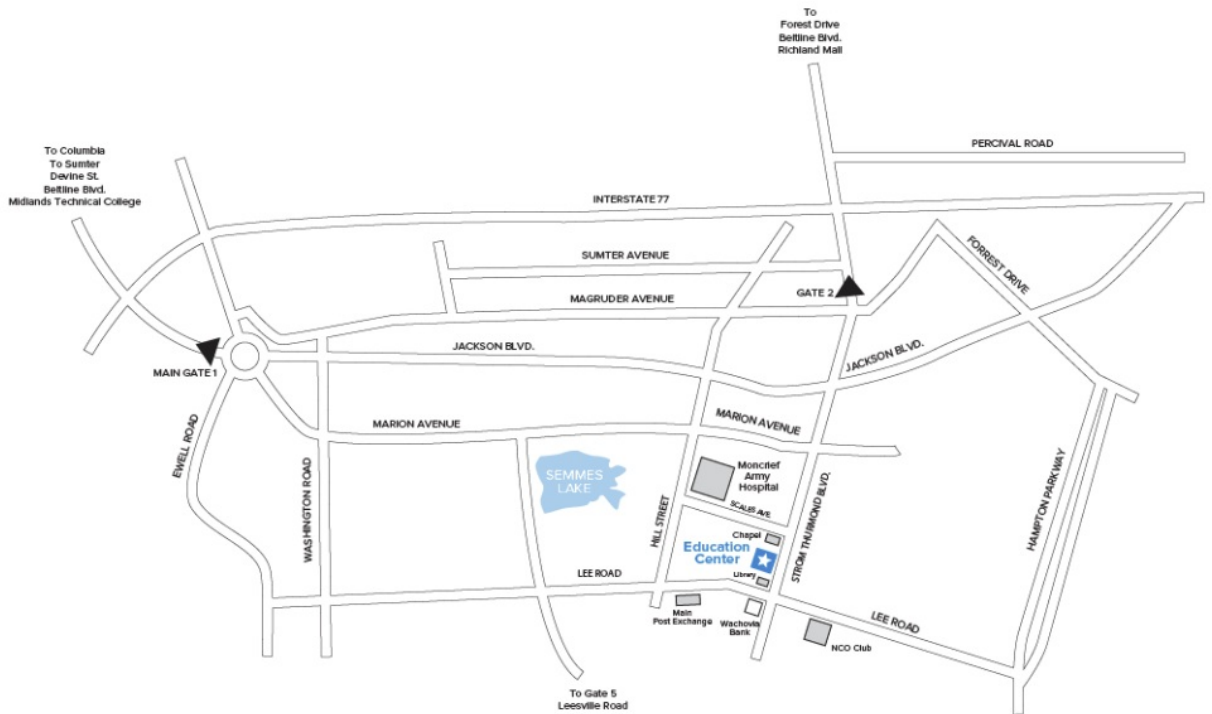 To
Forest Drive
Beltline Blvd.
Richland Mall
PERCIVAL ROAD
To Columbia
To Sumter
Devine St.
Beltline Blvd.
Midlands Technical College
INTERSTATE 77
SUMTER AVENUE
FORREST DRIVE
GATE 2
MAGRUDER AVENUE
JACKSON BLVD.
JACKSON BLVD.
MAIN GATE 1
MARION AVENUE
MARION AVENUE
EWELL ROAD
WASHINGTON ROAD
SEMMES
LAKE
Moncrief
Army
Hospital
SCALES AVE
HILL STREET
STROM THURMOND BLVD.
HAMPTON PARKWAY
Chapel
Education
Center
Library
LEE ROAD
LEE ROAD
Main
Post Exchange
Wachovia
Bank
NCO Club
To Gate 5
Leesville Road